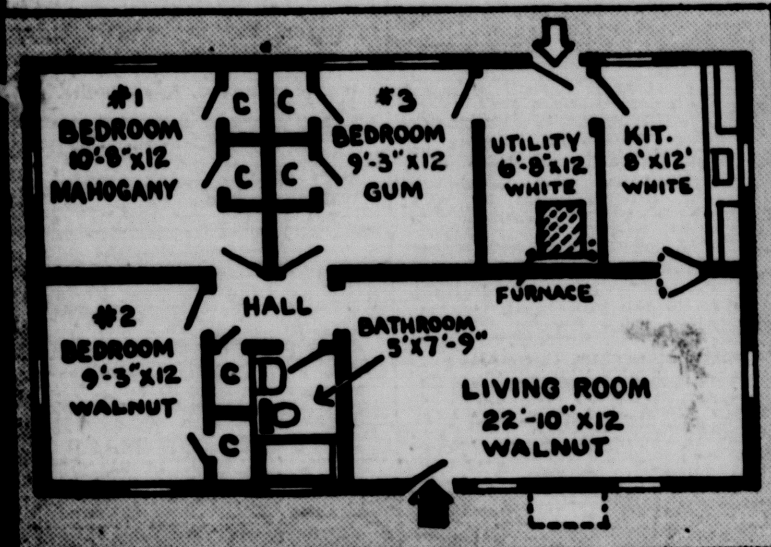 #1
BEDROOM
10'-8"X12
MAHOGANY
C
C
C
C
#3
BEDROOM
9'-3"X12
GUM
UTILITY
6'-8"X12
WHITE
KIT.
8'X12'
WHITE
FURNACE
HALL
#2
BEDROOM
9'-3"X12
WALNUT
C
C
BATHROOM
5'X7'-9"
LIVING ROOM
22'-10"X12
WALNUT